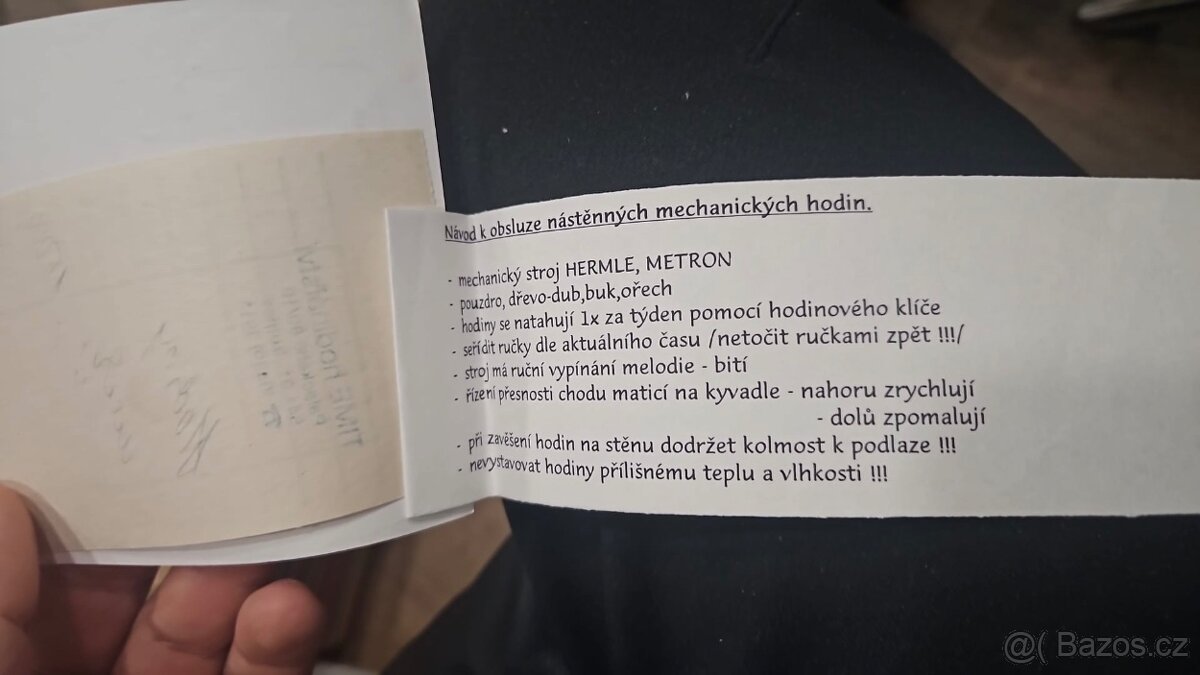 Návod k obsluze nástěnných mechanických hodin.
- mechanický stroj HERMLE, METRON
- pouzdro, dřevo-dub,buk,ořech
- hodiny se natahují 1x za týden pomocí hodinového klíče
- seřídit ručky dle aktuálního času /netočit ručkami zpět !!!/
- stroj má ruční vypínání melodie - bití
- řízení přesnosti chodu maticí na kyvadle - nahoru zrychlují
- dolů zpomalují
- při zavěšení hodin na stěnu dodržet kolmost k podlaze !!!
- nevystavovat hodiny přílišnému teplu a vlhkosti !!!
@( Bazos.cz